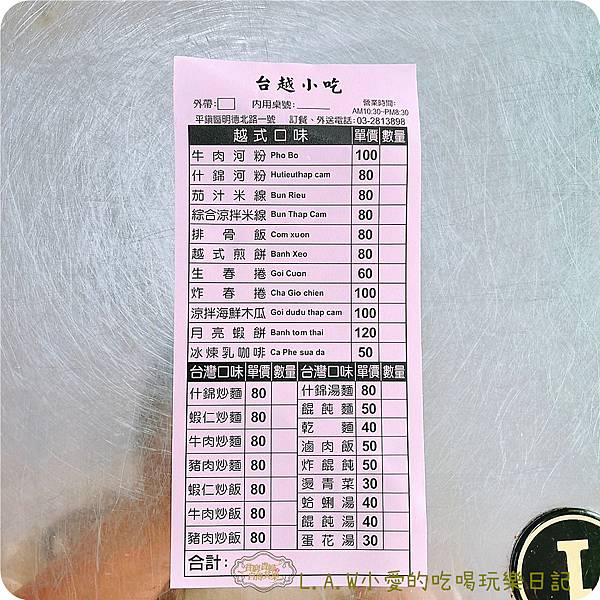 台越小吃
外帶： 內用桌號： 營業時間：
AM10:30~PM8:30
平鎮區明德北路一號 訂餐、外送電話：03-2813898
越式口味 單價 數量
牛肉河粉 Pho Bo 100
什錦河粉 Hutieuthap cam 80
茄汁米線 Bun Rieu 80
綜合涼拌米線 Bun Thap Cam 80
排骨飯 Com xuon 80
越式煎餅 Banh Xeo 80
生春捲 Goi Cuon 60
炸春捲 Cha Gio chien 100
涼拌海鮮木瓜 Goi dudu thap cam 100
月亮蝦餅 Banh tom thai 120
冰煉乳咖啡 Ca Phe sua da 50
台灣口味 單價 數量 台灣口味 單價 數量
什錦炒麵 80
蝦仁炒麵 80
牛肉炒麵 80
豬肉炒麵 80
蝦仁炒飯 80
牛肉炒飯 80
豬肉炒飯 80
什錦湯麵 80
餛飩麵 50
乾麵 40
滷肉飯 50
炸餛飩 50
燙青菜 30
蛤蜊湯 40
餛飩湯 40
蛋花湯 30
合計：
L.A.W小愛的吃喝玩樂日記